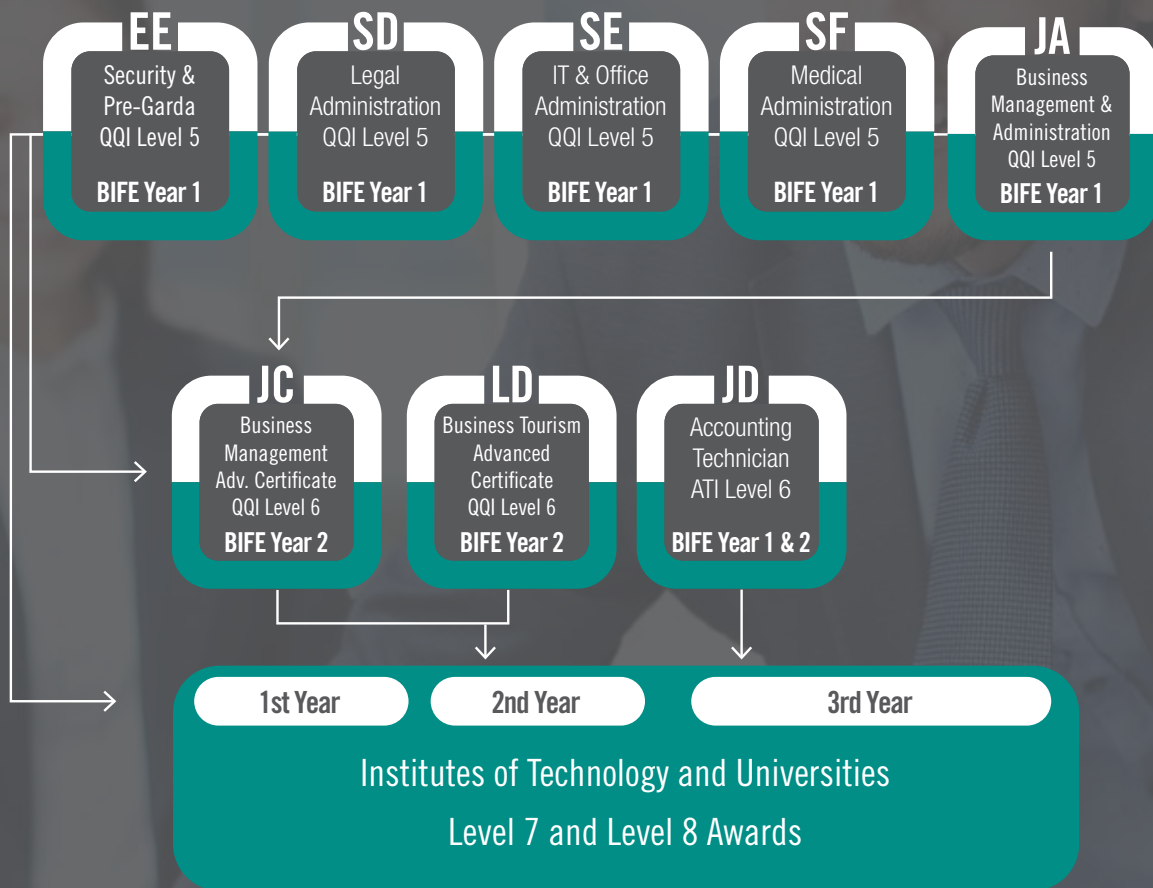 EE
Security &
Pre-Garda
QQI Level 5
BIFE Year 1
SD
Legal
Administration
QQI Level 5
BIFE Year 1
SE
IT & Office
Administration
QQI Level 5
BIFE Year 1
SF
Medical
Administration
QQI Level 5
BIFE Year 1
JA
Business
Management &
Administration
QQI Level 5
BIFE Year 1
JC
Business
Management
Adv. Certificate
QQI Level 6
BIFE Year 2
LD
Business Tourism
Advanced
Certificate
QQI Level 6
BIFE Year 2
JD
Accounting
Technician
ATI Level 6
BIFE Year 1 & 2
1st Year
2nd Year
3rd Year
Institutes of Technology and Universities
Level 7 and Level 8 Awards